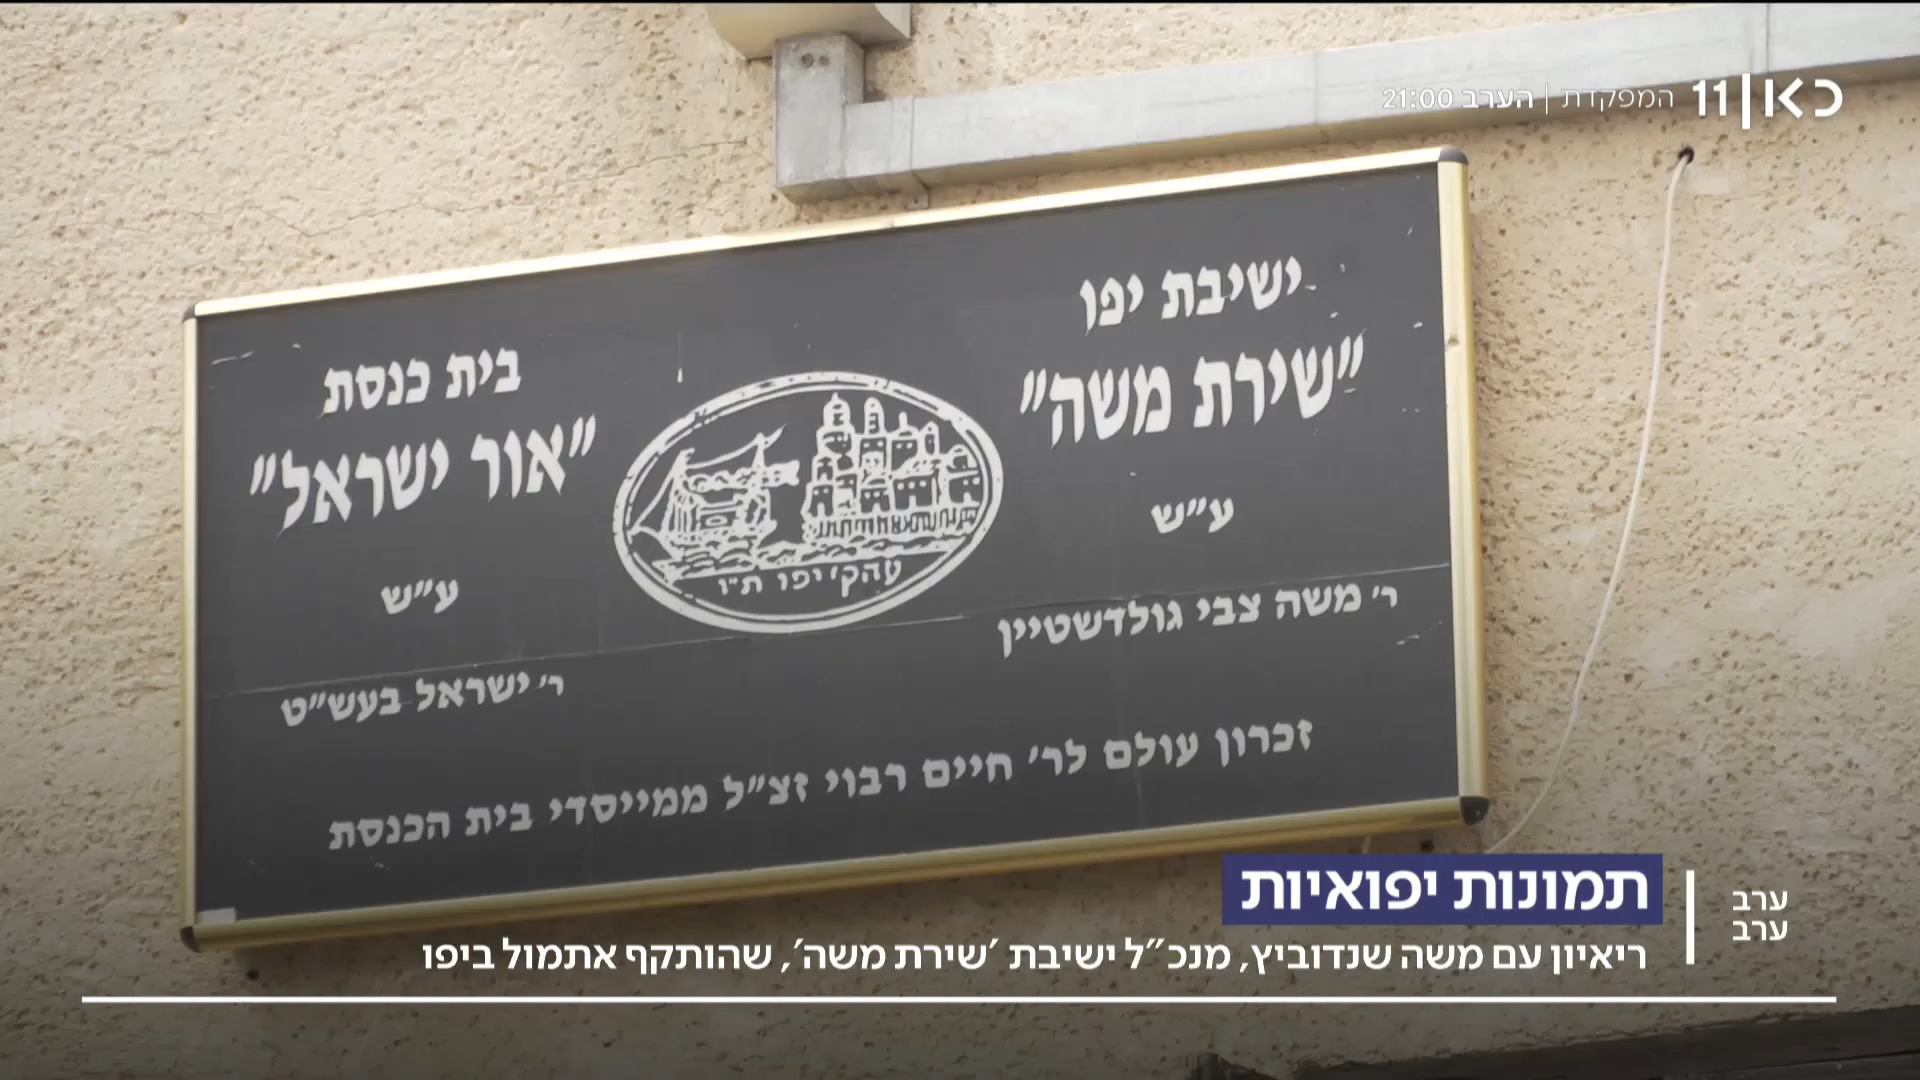 כאן 11 המפקדת | הערב 21:00
ישיבת יפו
"שירת משה"
ע"ש
ר' משה צבי גולדשטיין
עהק' יפו ת"ו
בית כנסת
"אור ישראל"
ע"ש
ר' ישראל בעש"ט
זכרון עולם לר' חיים רבוי זצ"ל ממייסדי בית הכנסת
ערב
ערב
תמונות יפואיות
ריאיון עם משה שנדוביץ, מנכ"ל ישיבת 'שירת משה', שהותקף אתמול ביפו